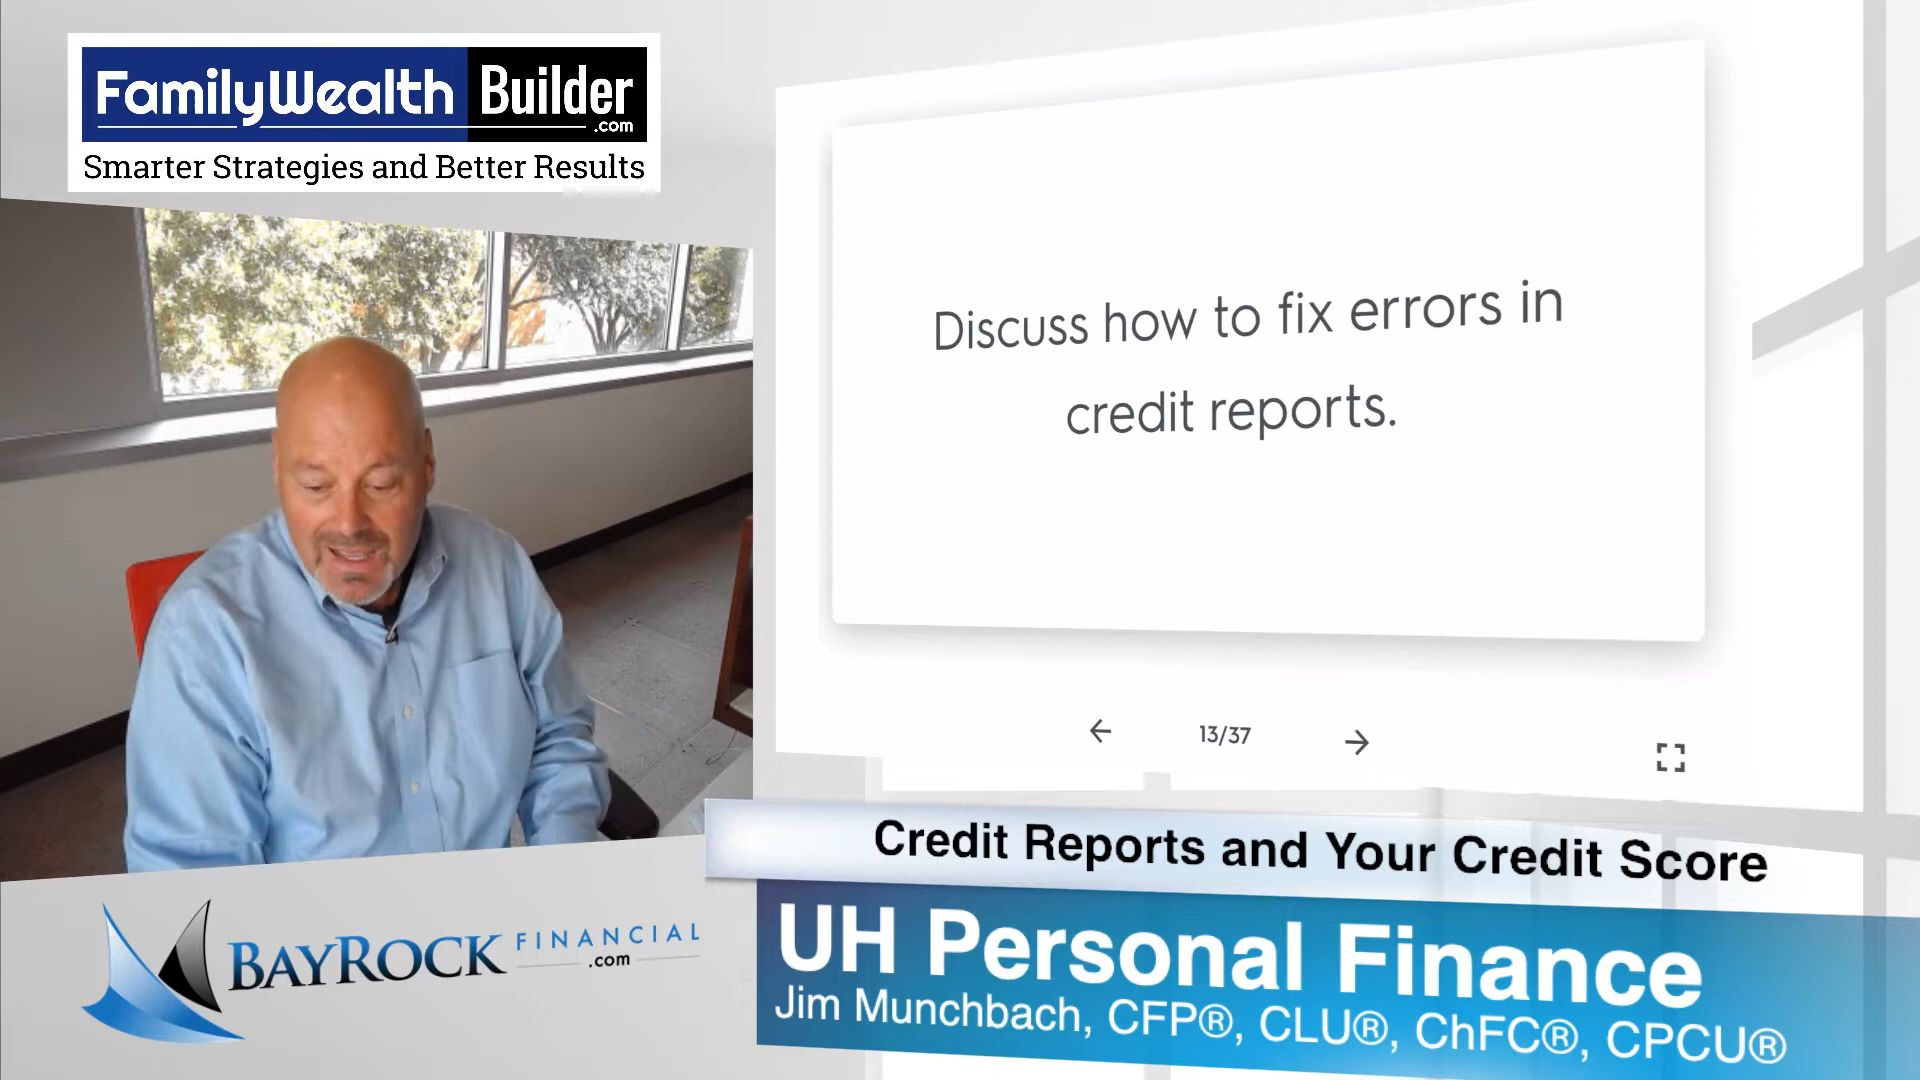 FamilyWealth Builder
.com
Smarter Strategies and Better Results
Discuss how to fix errors in
credit reports.
13/37
Credit Reports and Your Credit Score
UH Personal Finance
Jim Munchbach, CFP®, CLU®, ChFC®, CPCU®
BAYROCK FINANCIAL
.com